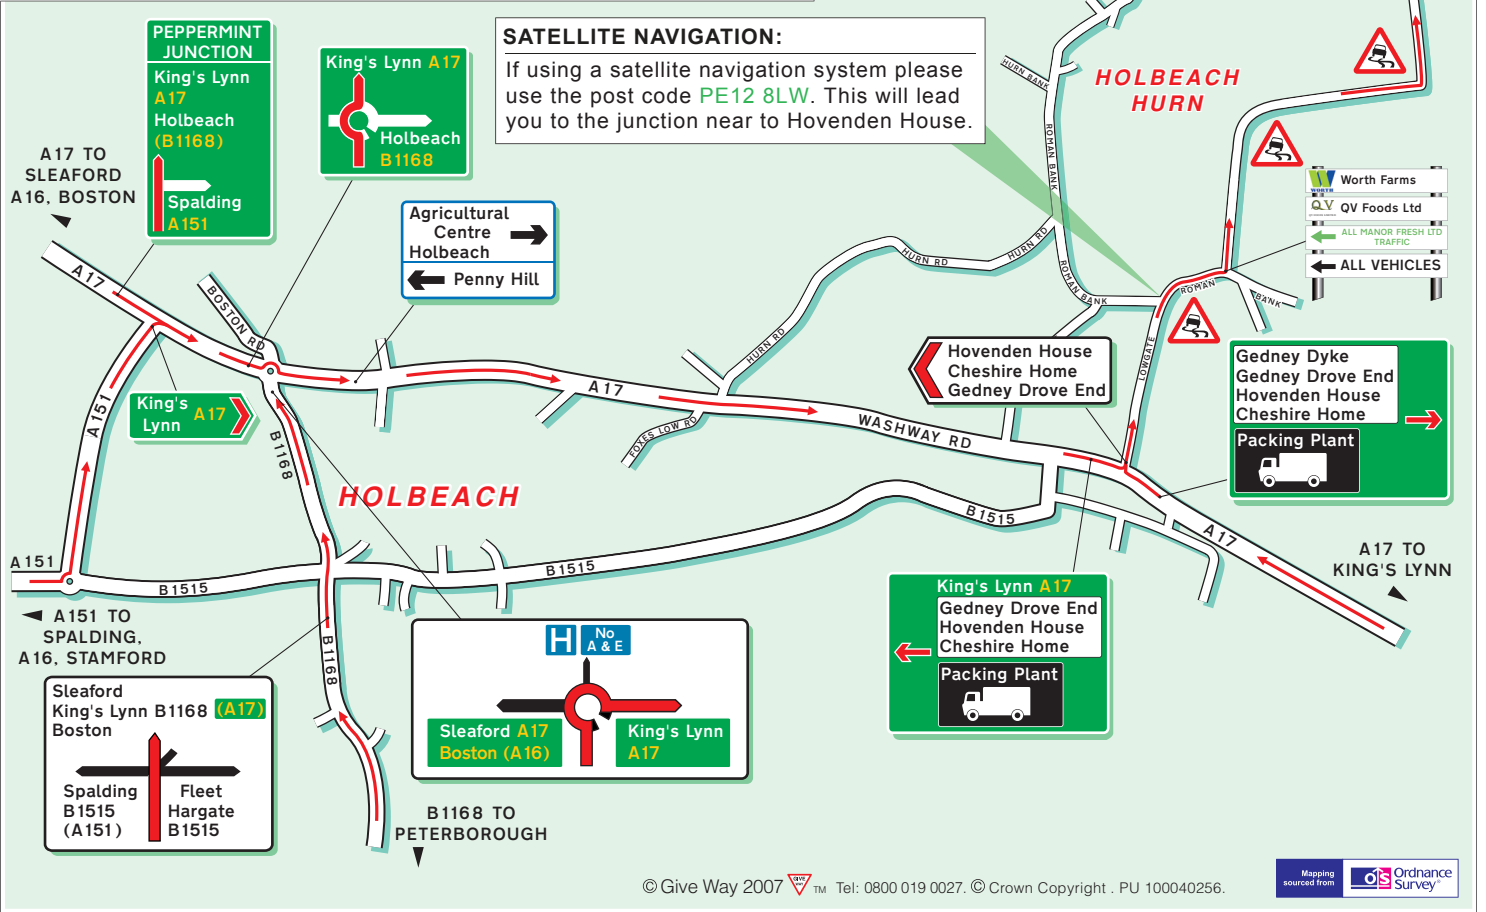 PEPPERMINT
JUNCTION
King's Lynn
A17
Holbeach
(B1168)
Spalding
A151
King's Lynn A17
Holbeach
B1168
SATELLITE NAVIGATION:
If using a satellite navigation system please
use the post code PE12 8LW. This will lead
you to the junction near to Hovenden House.
HOLBEACH
HURN
HURN BANK
ROMAN BANK
A17 TO
SLEAFORD
A16, BOSTON
Agricultural
Centre
Holbeach
Penny Hill
WORTH
Worth Farms
QV
QV Foods Ltd
ALL MANOR FRESH LTD
TRAFFIC
ALL VEHICLES
A17
BOSTON RD
HURN RD
HURN RD
HURN RD
ROMAN BANK
ROMAN
BANK
LOWGATE
Hovenden House
Cheshire Home
Gedney Drove End
Gedney Dyke
Gedney Drove End
Hovenden House
Cheshire Home
Packing Plant
King's
Lynn
A17
A151
B1168
A17
FOXES LOW RD
WASHWAY RD
HOLBEACH
B1515
A17
A17 TO
KING'S LYNN
A151
B1515
B1515
A151 TO
SPALDING,
A16, STAMFORD
B1168
King's Lynn A17
Gedney Drove End
Hovenden House
Cheshire Home
Packing Plant
H
No
A & E
Sleaford A17
Boston (A16)
King's Lynn
A17
Sleaford
King's Lynn B1168 (A17)
Boston
Spalding
B1515
(A151)
Fleet
Hargate
B1515
B1168 TO
PETERBOROUGH
© Give Way 2007 GIVE WAY TM Tel: 0800 019 0027. © Crown Copyright . PU 100040256.
Mapping
sourced from
OS
Ordnance
Survey®